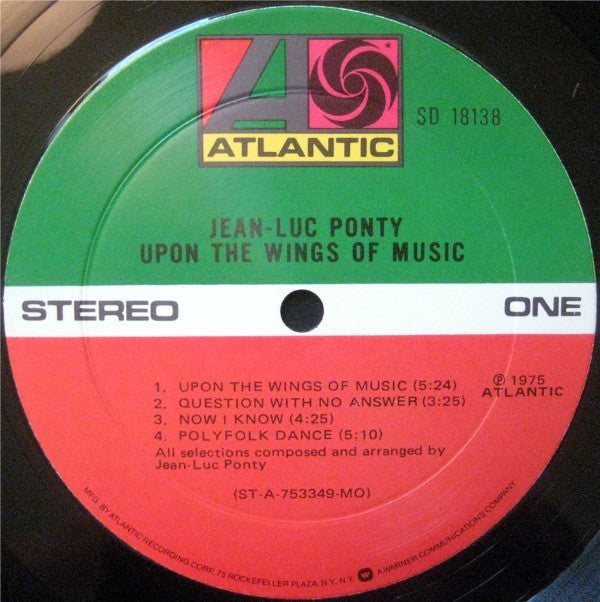 ATLANTIC
SD 18138
JEAN-LUC PONTY
UPON THE WINGS OF MUSIC
STEREO
ONE
1. UPON THE WINGS OF MUSIC (5:24)
2. QUESTION WITH NO ANSWER (3:25)
3. NOW I KNOW (4:25)
4. POLYFOLK DANCE (5:10)
All selections composed and arranged by
Jean-Luc Ponty
℗ 1975
ATLANTIC
(ST-A-753349-MO)
MFG. BY ATLANTIC RECORDING CORP., 75 ROCKEFELLER PLAZA, N.Y., N.Y. W A WARNER COMMUNICATIONS COMPANY